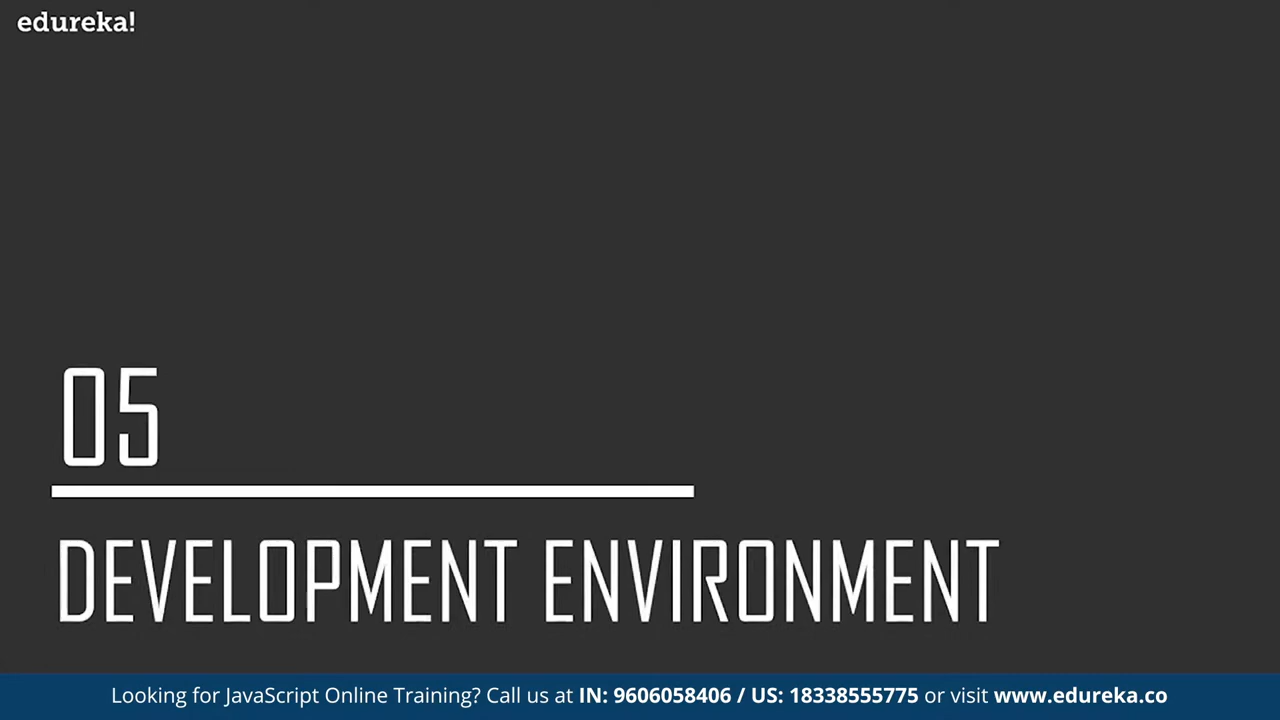 edureka!
05
DEVELOPMENT ENVIRONMENT
Looking for JavaScript Online Training? Call us at IN: 9606058406 / US: 18338555775 or visit www.edureka.co